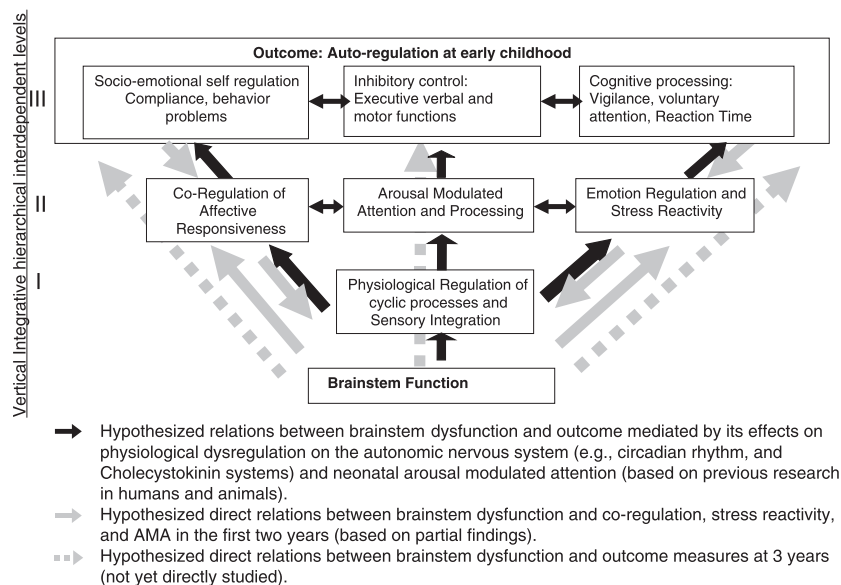 Vertical Integrative hierarchical interdependent levels
Outcome: Auto-regulation at early childhood
III
Socio-emotional self regulation
Compliance, behavior
problems
Inhibitory control:
Executive verbal and
motor functions
Cognitive processing:
Vigilance, voluntary
attention, Reaction Time
II
Co-Regulation of
Affective
Responsiveness
Arousal Modulated
Attention and Processing
Emotion Regulation and
Stress Reactivity
I
Physiological Regulation of
cyclic processes and
Sensory Integration
Brainstem Function
Hypothesized relations between brainstem dysfunction and outcome mediated by its effects on
physiological dysregulation on the autonomic nervous system (e.g., circadian rhythm, and
Cholecystokinin systems) and neonatal arousal modulated attention (based on previous research
in humans and animals).
Hypothesized direct relations between brainstem dysfunction and co-regulation, stress reactivity,
and AMA in the first two years (based on partial findings).
Hypothesized direct relations between brainstem dysfunction and outcome measures at 3 years
(not yet directly studied).